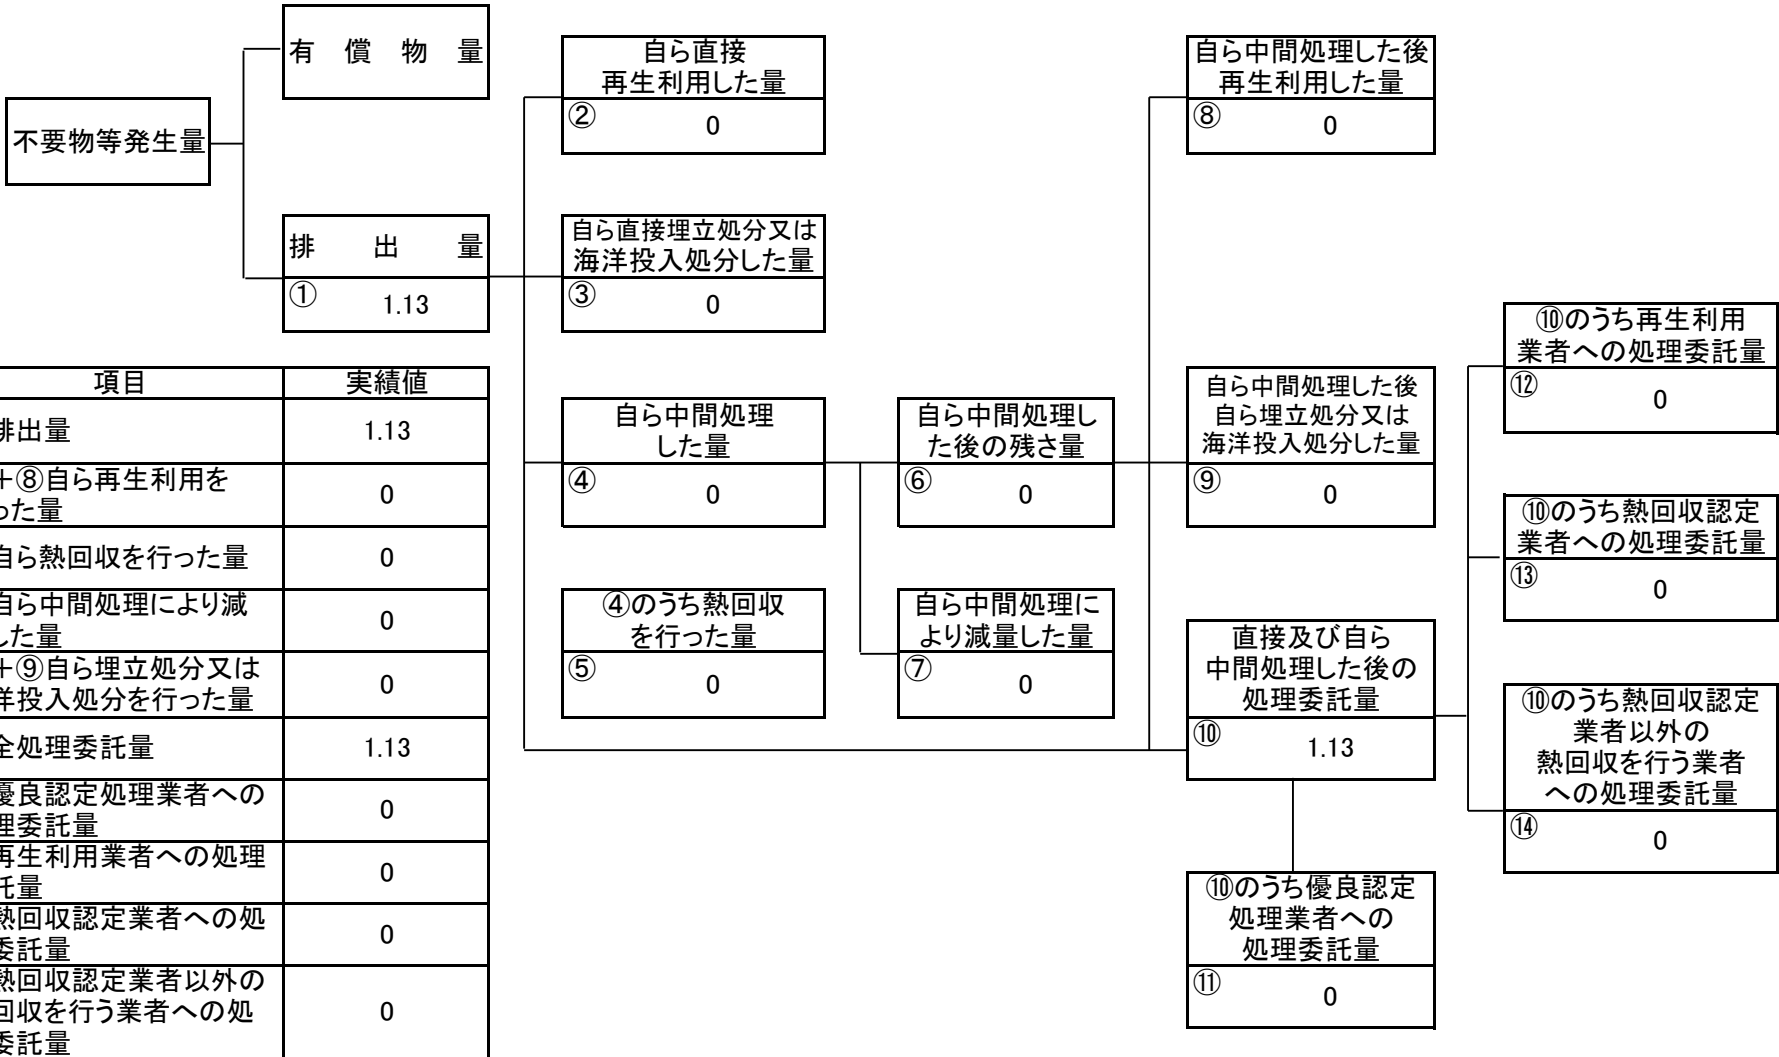 有償物量
不要物等発生量
排出量
① 1.13
自ら直接
再生利用した量
② 0
自ら直接埋立処分又は
海洋投入処分した量
③ 0
自ら中間処理
した量
④ 0
④のうち熱回収
を行った量
⑤ 0
自ら中間処理し
た後の残さ量
⑥ 0
自ら中間処理に
より減量した量
⑦ 0
自ら中間処理した後
再生利用した量
⑧ 0
自ら中間処理した後
自ら埋立処分又は
海洋投入処分した量
⑨ 0
直接及び自ら
中間処理した後の
処理委託量
⑩ 1.13
⑩のうち優良認定
処理業者への
処理委託量
⑪ 0
⑩のうち再生利用
業者への処理委託量
⑫ 0
⑩のうち熱回収認定
業者への処理委託量
⑬ 0
⑩のうち熱回収認定
業者以外の
熱回収を行う業者
への処理委託量
⑭ 0
項目 実績値
排出量 1.13
+⑧自ら再生利用を
った量 0
自ら熱回収を行った量 0
自ら中間処理により減
した量 0
+⑨自ら埋立処分又は
洋投入処分を行った量 0
全処理委託量 1.13
優良認定処理業者への
理委託量 0
再生利用業者への処理
託量 0
熱回収認定業者への処
委託量 0
熱回収認定業者以外の
回収を行う業者への処
委託量 0